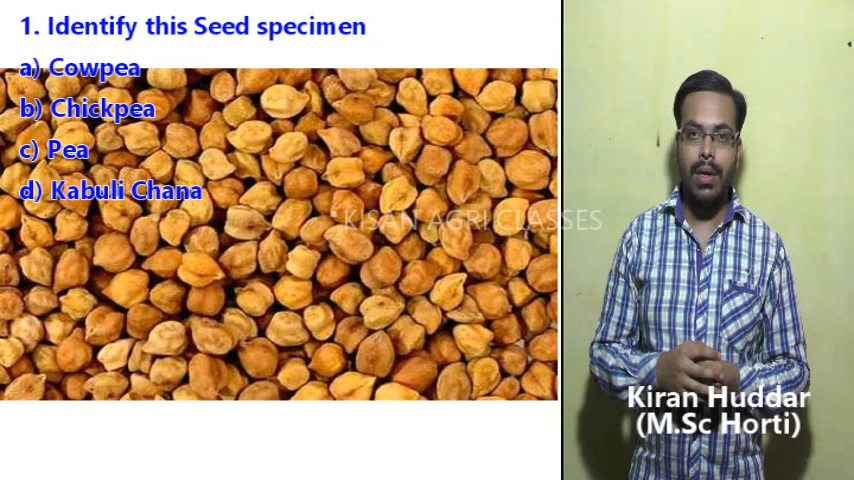 1. Identify this Seed specimen
a) Cowpea
b) Chickpea
c) Pea
d) Kabuli Chana
KISAN AGRI CLASSES
Kiran Huddar
(M.Sc Horti)